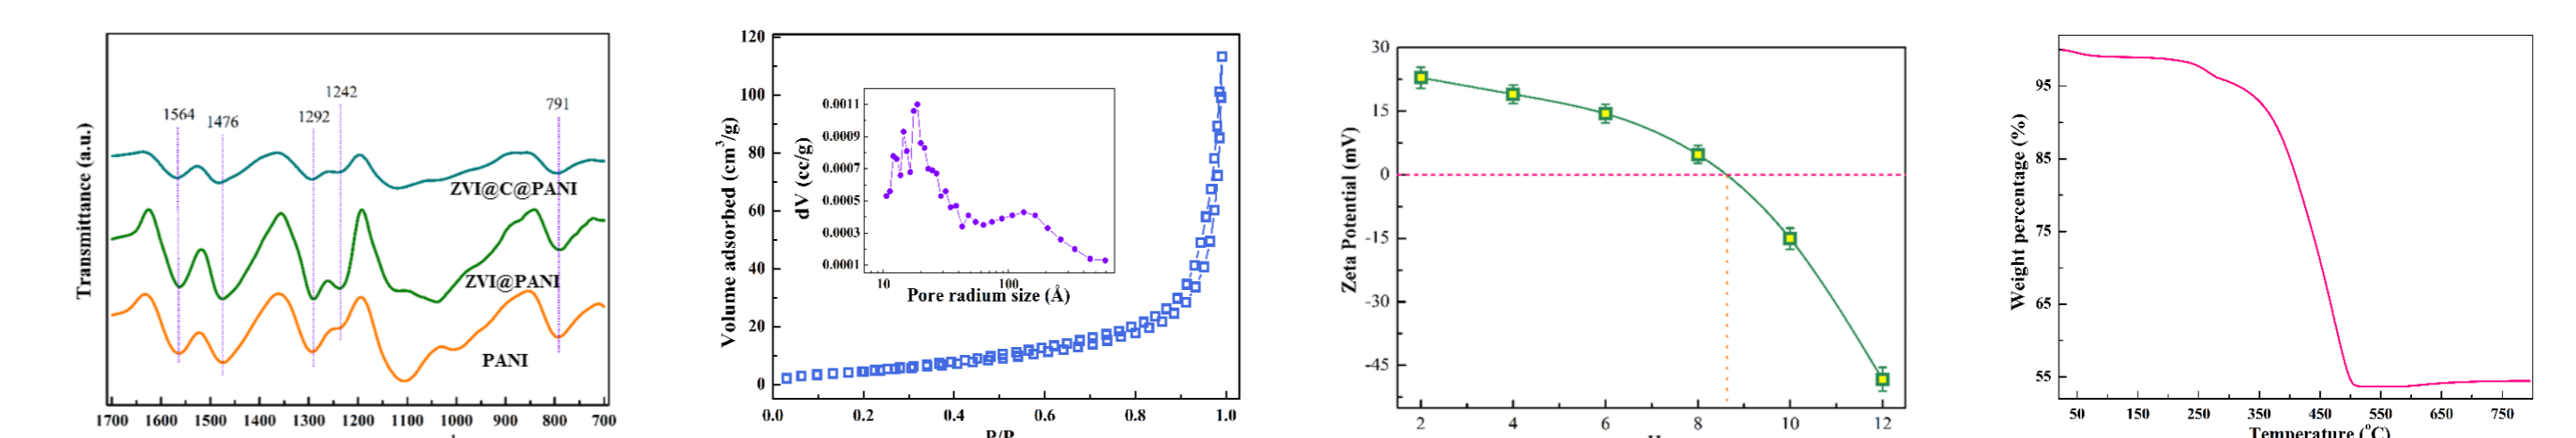 Transmittance (a.u.)
1564
1476
1292
1242
791
ZVI@C@PANI
ZVI@PANI
PANI
1700 1600 1500 1400 1300 1200 1100 1000 900 800 700
Volume adsorbed (cm³/g)
120
100
80
60
40
20
0
0.0 0.2 0.4 0.6 0.8 1.0
P/P
dV (cc/g)
0.0011
0.0009
0.0007
0.0005
0.0003
0.0001
10 100
Pore radium size (Å)
Zeta Potential (mV)
30
15
0
-15
-30
-45
2 4 6 8 10 12
Weight percentage (%)
95
85
75
65
55
50 150 250 350 450 550 650 750
Temperature (°C)